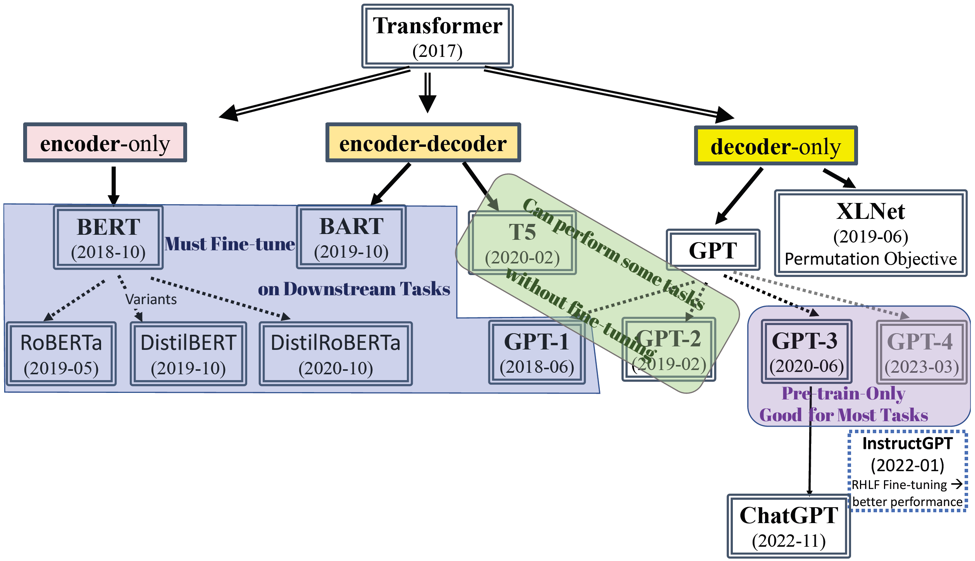 Transformer
(2017)
encoder-only
encoder-decoder
decoder-only
BERT
(2018-10)
Must Fine-tune
on Downstream Tasks
BART
(2019-10)
T5
(2020-02)
Can perform some tasks
without fine-tuning
GPT
XLNet
(2019-06)
Permutation Objective
Variants
RoBERTa
(2019-05)
DistilBERT
(2019-10)
DistilRoBERTa
(2020-10)
GPT-1
(2018-06)
GPT-2
(2019-02)
GPT-3
(2020-06)
GPT-4
(2023-03)
Pre-train-Only
Good for Most Tasks
InstructGPT
(2022-01)
RHLF Fine-tuning →
better performance
ChatGPT
(2022-11)